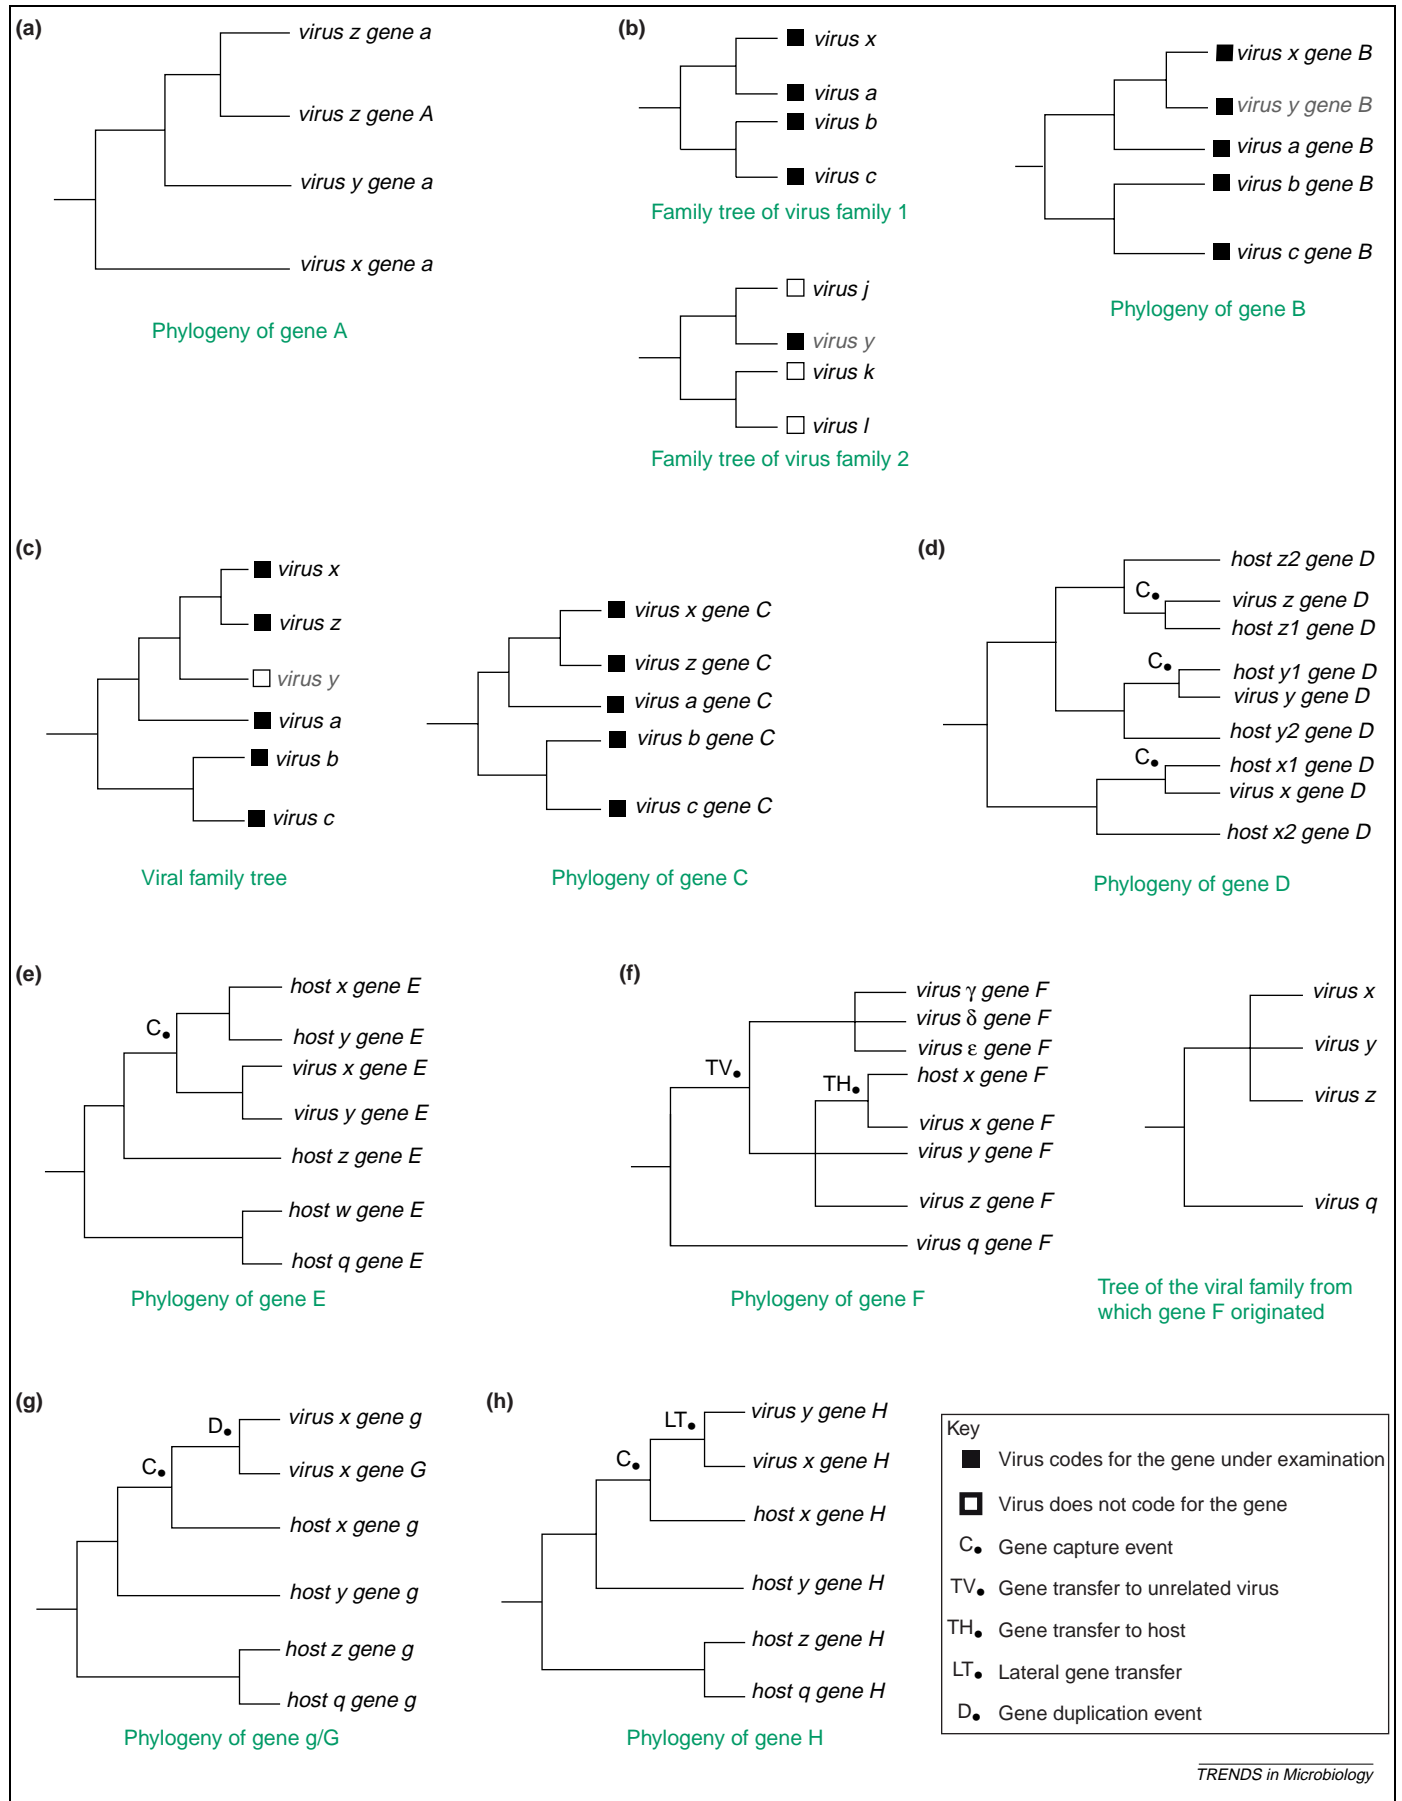 (a)
virus z gene a
virus z gene A
virus y gene a
virus x gene a
Phylogeny of gene A
(b)
virus x
virus a
virus b
virus c
Family tree of virus family 1
virus j
virus y
virus k
virus l
Family tree of virus family 2
virus x gene B
virus y gene B
virus a gene B
virus b gene B
virus c gene B
Phylogeny of gene B
(c)
virus x
virus z
virus y
virus a
virus b
virus c
Viral family tree
virus x gene C
virus z gene C
virus a gene C
virus b gene C
virus c gene C
Phylogeny of gene C
(d)
host z2 gene D
C
virus z gene D
host z1 gene D
C
host y1 gene D
virus y gene D
host y2 gene D
C
host x1 gene D
virus x gene D
host x2 gene D
Phylogeny of gene D
(e)
host x gene E
C
host y gene E
virus x gene E
virus y gene E
host z gene E
host w gene E
host q gene E
Phylogeny of gene E
(f)
virus γ gene F
virus δ gene F
virus ε gene F
TV
TH
host x gene F
virus x gene F
virus y gene F
virus z gene F
virus q gene F
Phylogeny of gene F
virus x
virus y
virus z
virus q
Tree of the viral family from
which gene F originated
(g)
virus x gene g
D
C
virus x gene G
host x gene g
host y gene g
host z gene g
host q gene g
Phylogeny of gene g/G
(h)
virus y gene H
LT
C
virus x gene H
host x gene H
host y gene H
host z gene H
host q gene H
Phylogeny of gene H
Key
Virus codes for the gene under examination
Virus does not code for the gene
C Gene capture event
TV Gene transfer to unrelated virus
TH Gene transfer to host
LT Lateral gene transfer
D Gene duplication event
TRENDS in Microbiology